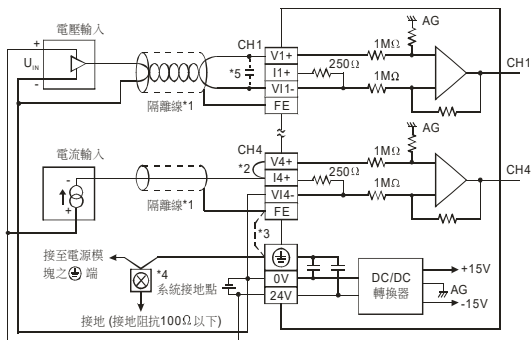 電壓輸入
+
U_IN
-
隔離線*1
CH1
*5
V1+
I1+
VI1-
FE
250Ω
1MΩ
1MΩ
AG
CH1
電流輸入
-
+
隔離線*1
CH4
*2
V4+
I4+
VI4-
FE
250Ω
1MΩ
1MΩ
AG
CH4
*3
接至電源模
塊之 端
*4
系統接地點
接地 (接地阻抗100Ω以下)
0V
24V
DC/DC
轉換器
+15V
AG
-15V